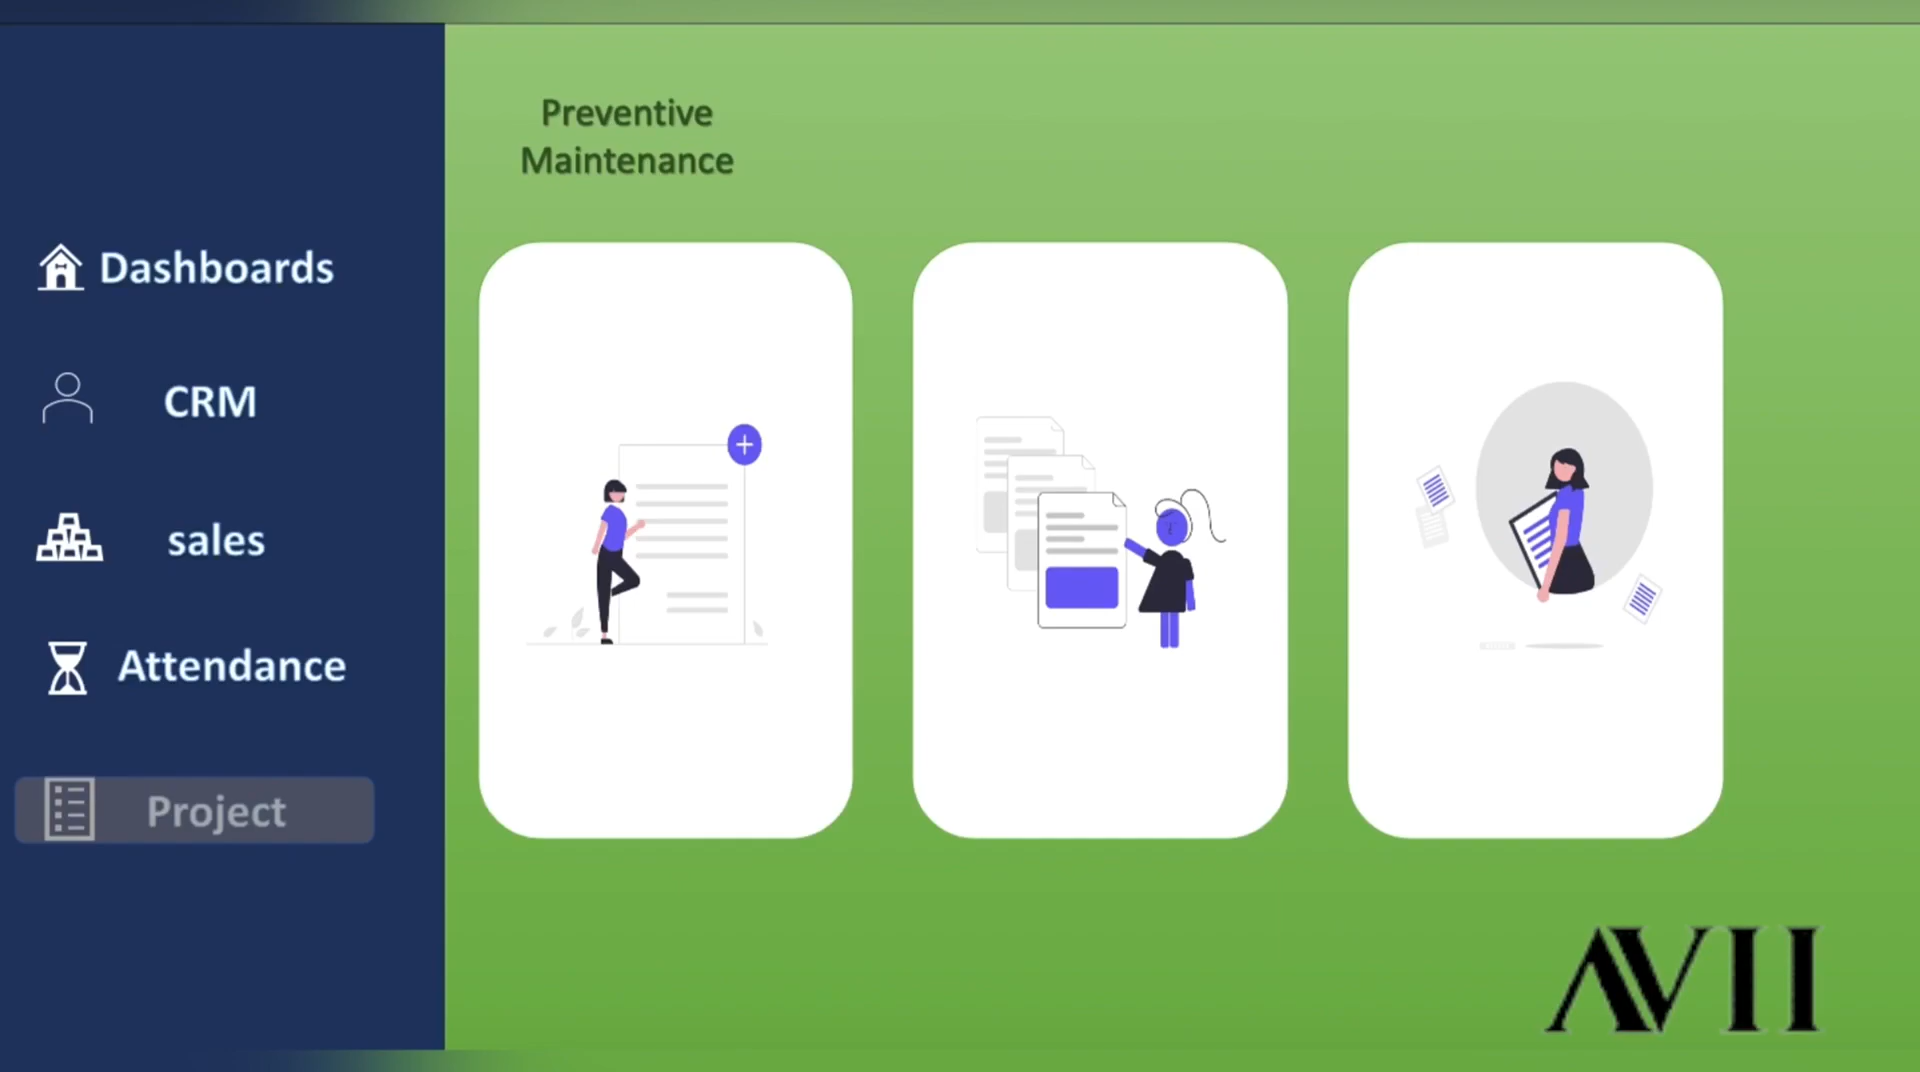 Preventive
Maintenance
Dashboards
CRM
sales
Attendance
Project
AVII